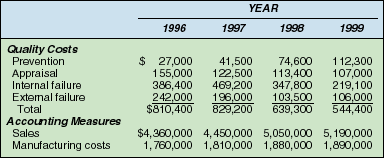 YEAR
1996 1997 1998 1999
Quality Costs
Prevention $ 27,000 41,500 74,600 112,300
Appraisal 155,000 122,500 113,400 107,000
Internal failure 386,400 469,200 347,800 219,100
External failure 242,000 196,000 103,500 106,000
Total $810,400 829,200 639,300 544,400
Accounting Measures
Sales $4,360,000 4,450,000 5,050,000 5,190,000
Manufacturing costs 1,760,000 1,810,000 1,880,000 1,890,000